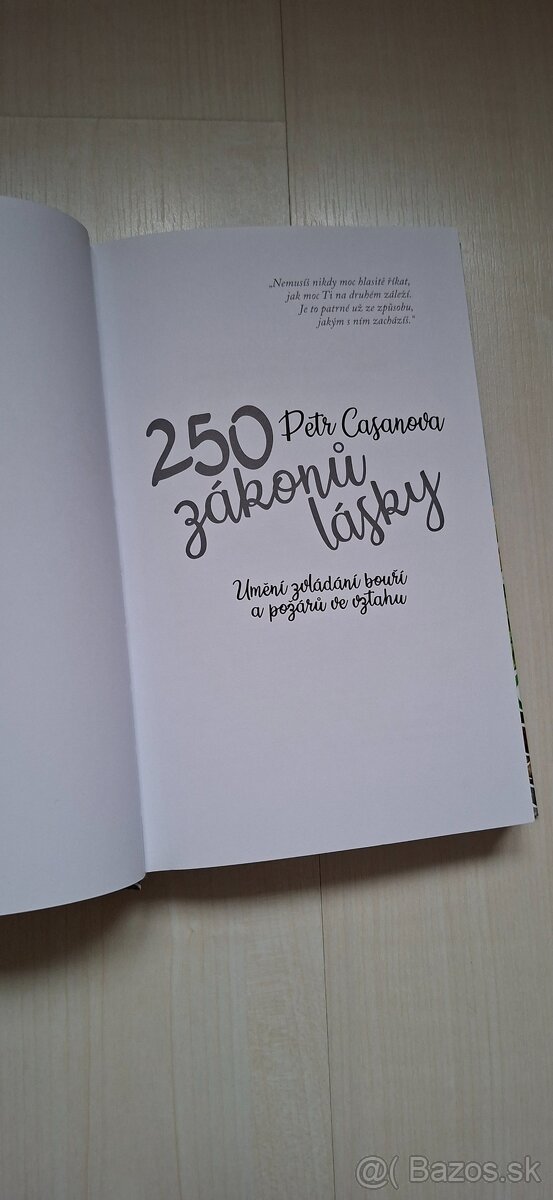 „Nemusíš nikdy moc hlasitě říkat,
jak moc Ti na druhém záleží.
Je to patrné už ze způsobu,
jakým s ním zacházíš."
250 Petr Casanova
zákonů
lásky
Umění zvládání bouří
a požárů ve vztahu
@( Bazos.sk